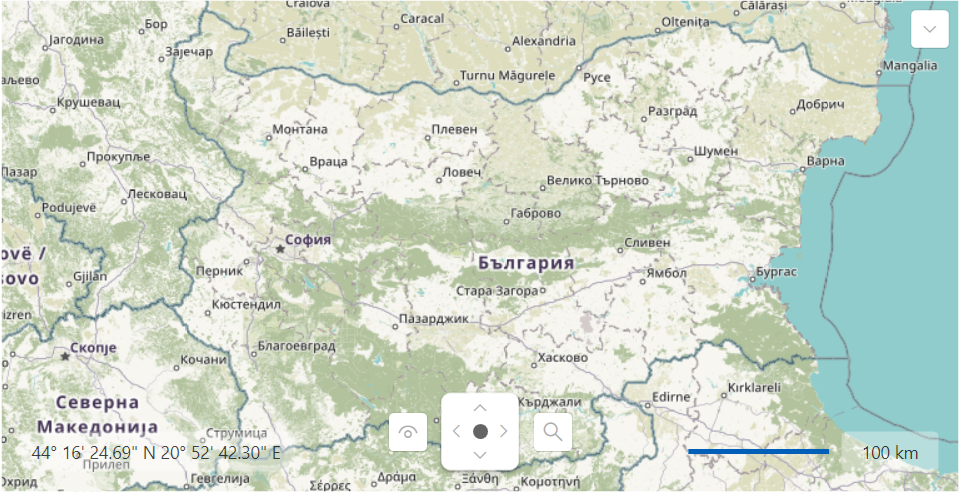 Craiova
Călărași
Бор
Caracal
Oltenița
Јагодина
Băilești
Alexandria
Зајечар
Mangalia
Turnu Măgurele
Русе
Крушевац
Разград
Добрич
Монтана
Плевен
Прокупље
Враца
Шумен
Варна
Ловеч
Велико Търново
Лесковац
Podujevë
Габрово
София
Сливен
България
Перник
Ямбол
Бургас
Gjilan
Стара Загора
Кюстендил
Пазарджик
Скопје
Благоевград
Хасково
Кочани
Kırklareli
Edirne
Северна
Македонија
Кърджали
Струмица
44° 16' 24.69" N 20° 52' 42.30" E
100 km
Прилеп
Гевгелија
Δράμα
Ξάνθη
Κομοτηνή
Σέρρες